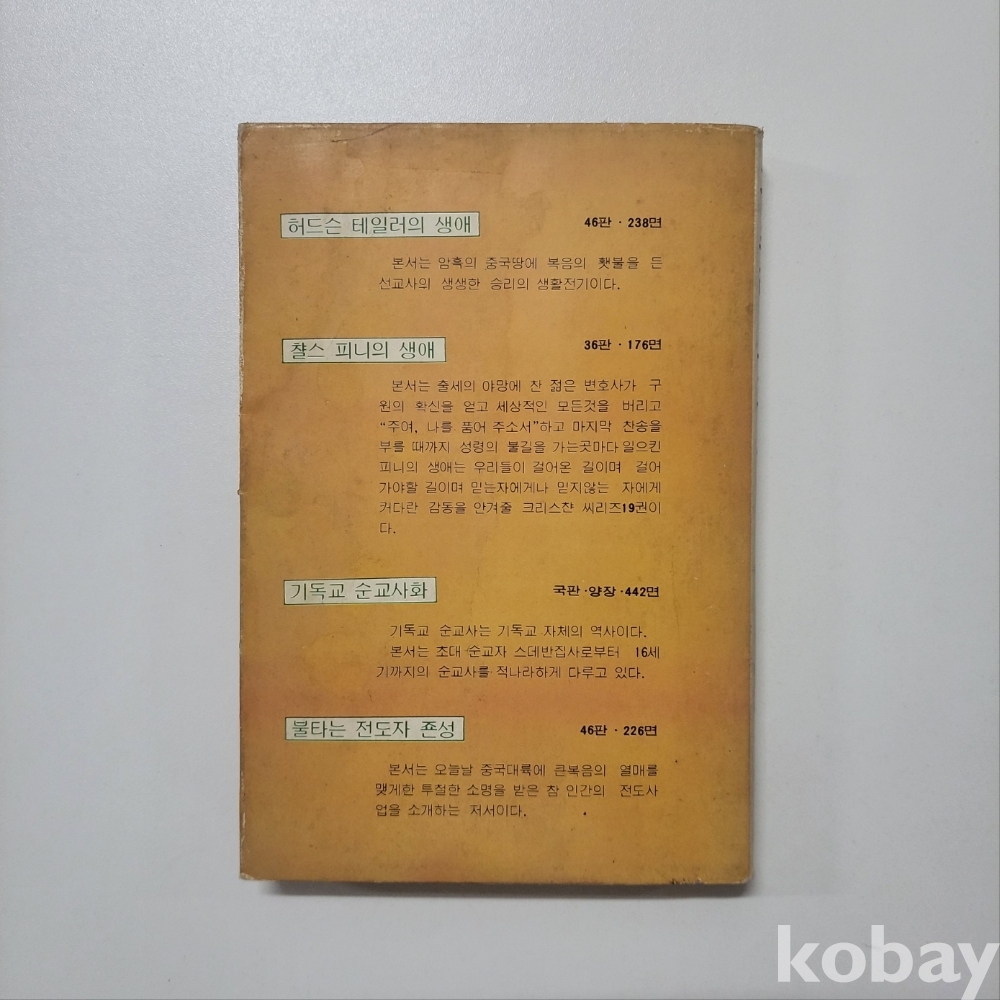 허드슨 테일러의 생애 46판 · 238면
본서는 암흑의 중국땅에 복음의 횃불을 든
선교사의 생생한 승리의 생활전기이다.
챨스 피니의 생애 36판 · 176면
본서는 출세의 야망에 찬 젊은 변호사가 구
원의 확신을 얻고 세상적인 모든것을 버리고
“주여, 나를 품어 주소서”하고 마지막 찬송을
부를 때까지 성령의 불길을 가는곳마다 일으킨
피니의 생애는 우리들이 걸어온 길이며 걸어
가야할 길이며 믿는자에게나 믿지않는 자에게
커다란 감동을 안겨줄 크리스챤 씨리즈19권이
다.
기독교 순교사화 국판 · 양장 · 442면
기독교 순교사는 기독교 자체의 역사이다.
본서는 초대 순교자 스데반집사로부터 16세
기까지의 순교사를 적나라하게 다루고 있다.
불타는 전도자 죤성 46판 · 226면
본서는 오늘날 중국대륙에 큰복음의 열매를
맺게한 투철한 소명을 받은 참 인간의 전도사
업을 소개하는 저서이다.
kobay